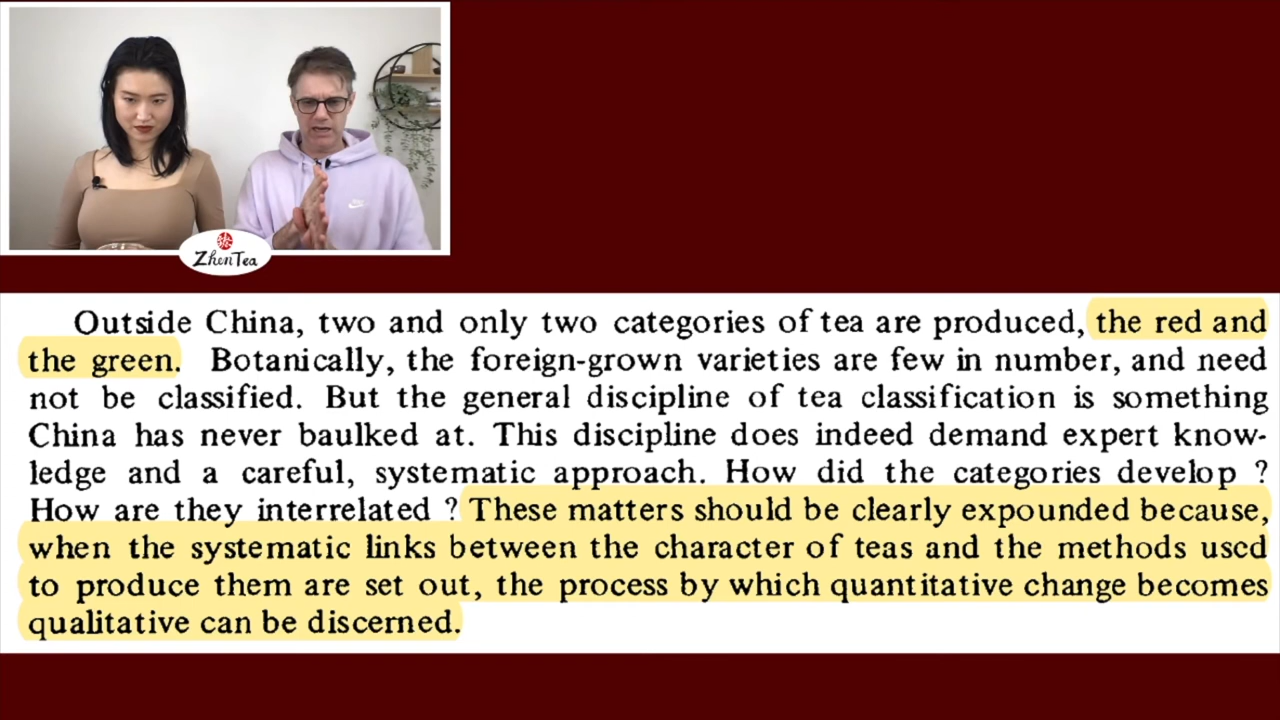 ZhenTea
Outside China, two and only two categories of tea are produced, the red and
the green. Botanically, the foreign-grown varieties are few in number, and need
not be classified. But the general discipline of tea classification is something
China has never baulked at. This discipline does indeed demand expert know-
ledge and a careful, systematic approach. How did the categories develop ?
How are they interrelated ? These matters should be clearly expounded because,
when the systematic links between the character of teas and the methods used
to produce them are set out, the process by which quantitative change becomes
qualitative can be discerned.